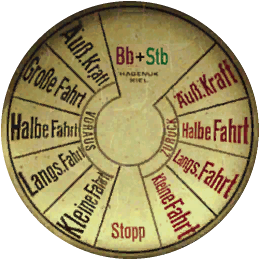 Bb+Stb
HAGENUK
KIEL
Äuß. Kraft
Große Fahrt
Halbe Fahrt
Langs. Fahrt
Kleine Fahrt
VORAUS
Stopp
Äuß. Kraft
Halbe Fahrt
Langs. Fahrt
Kleine Fahrt
ZURÜCK